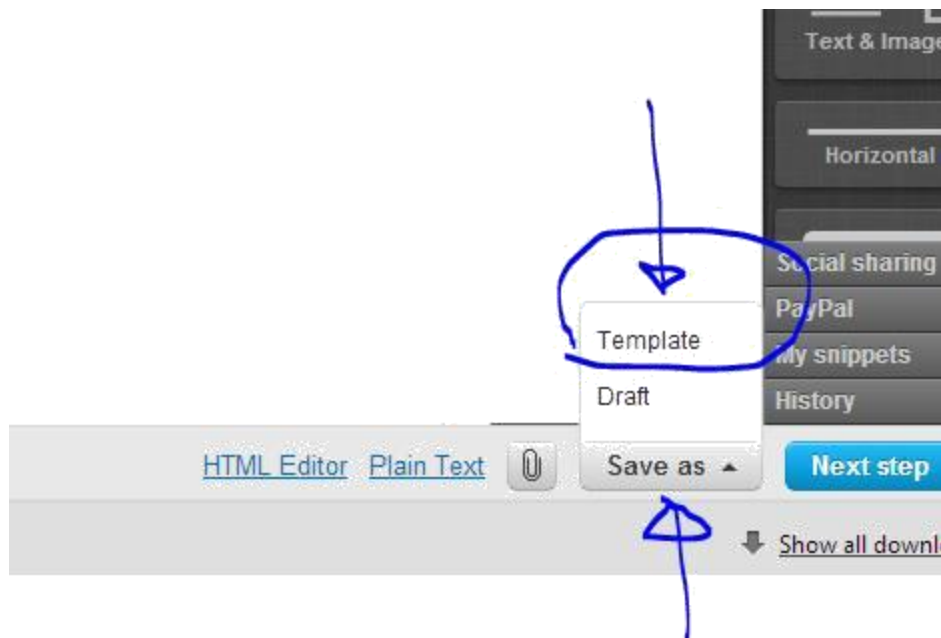 Text & Image
Horizontal
Social sharing
PayPal
Template
My snippets
Draft
History
HTML Editor Plain Text Save as Next step
Show all downl